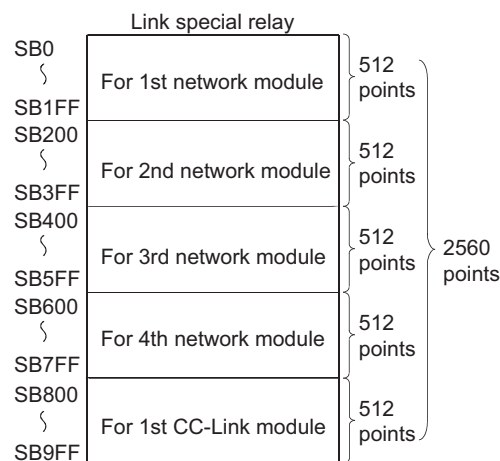 Link special relay
SB0
For 1st network module
512
points
SB1FF
SB200
For 2nd network module
512
points
SB3FF
SB400
For 3rd network module
512
points
2560
points
SB5FF
SB600
For 4th network module
512
points
SB7FF
SB800
For 1st CC-Link module
512
points
SB9FF